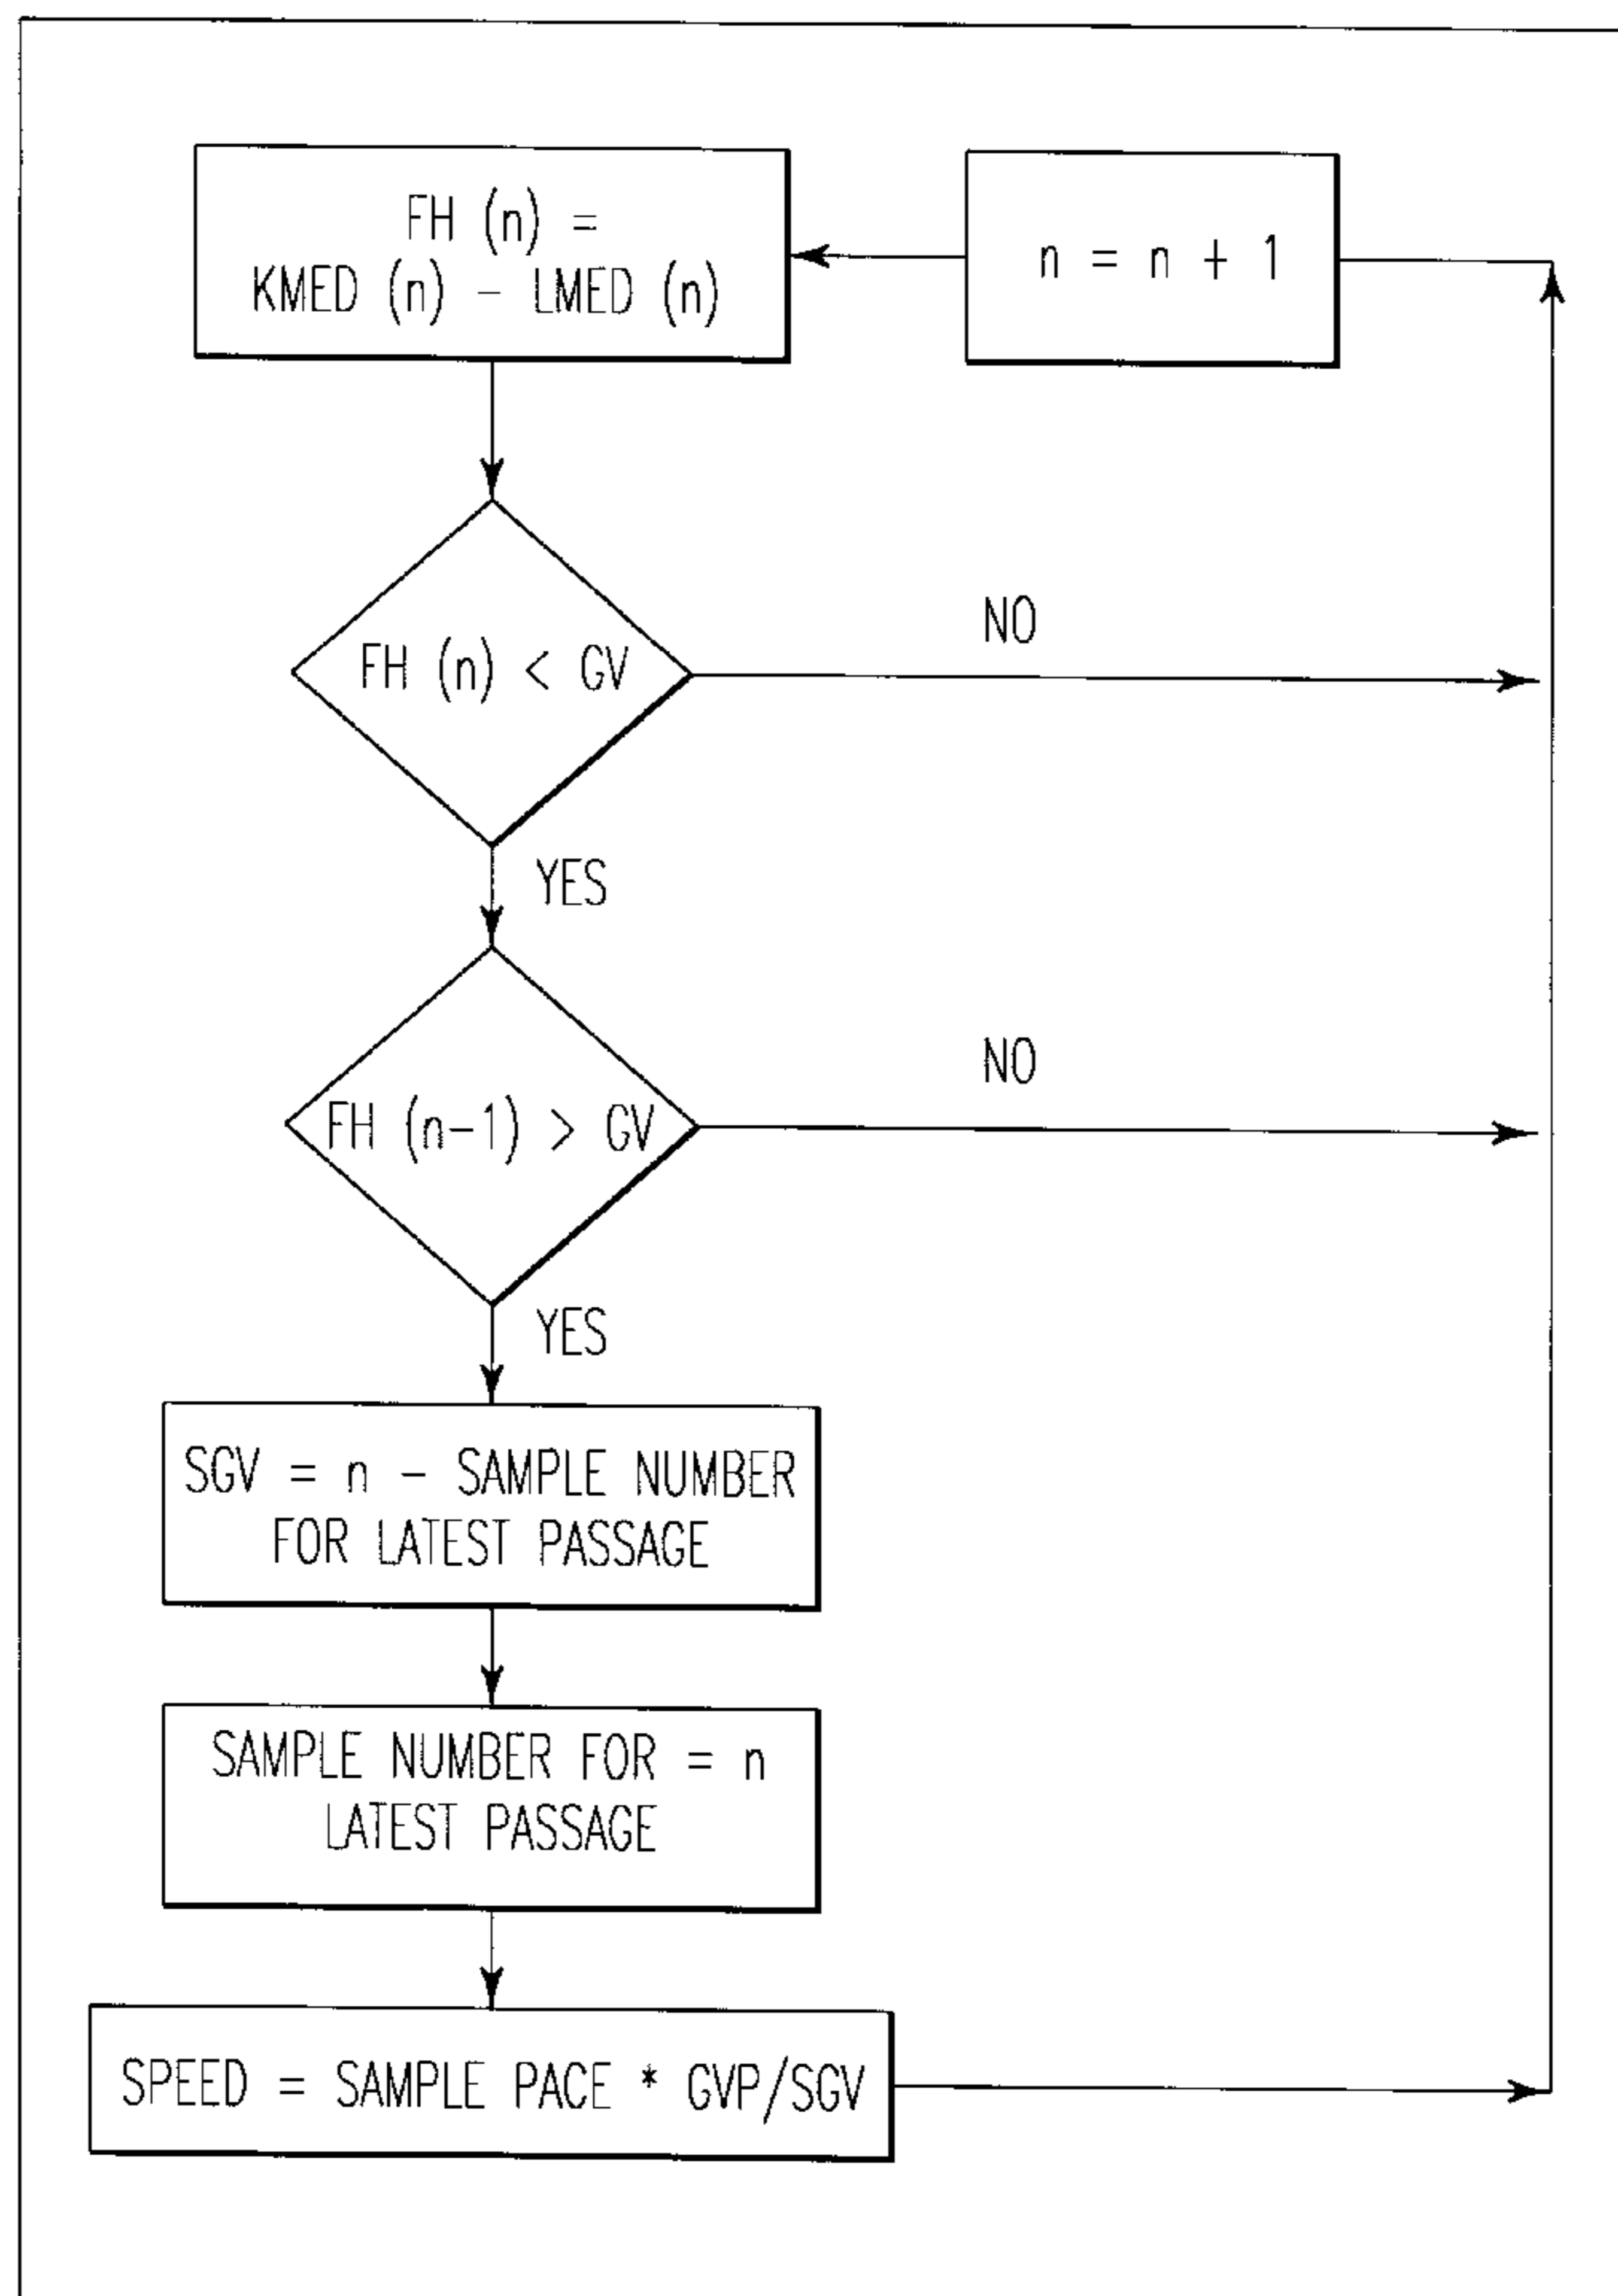 FH (n) =
KMED (n) - LMED (n)
n = n + 1
FH (n) < GV
NO
YES
FH (n-1) > GV
NO
YES
SGV = n - SAMPLE NUMBER
FOR LATEST PASSAGE
SAMPLE NUMBER FOR = n
LATEST PASSAGE
SPEED = SAMPLE PACE * GVP/SGV